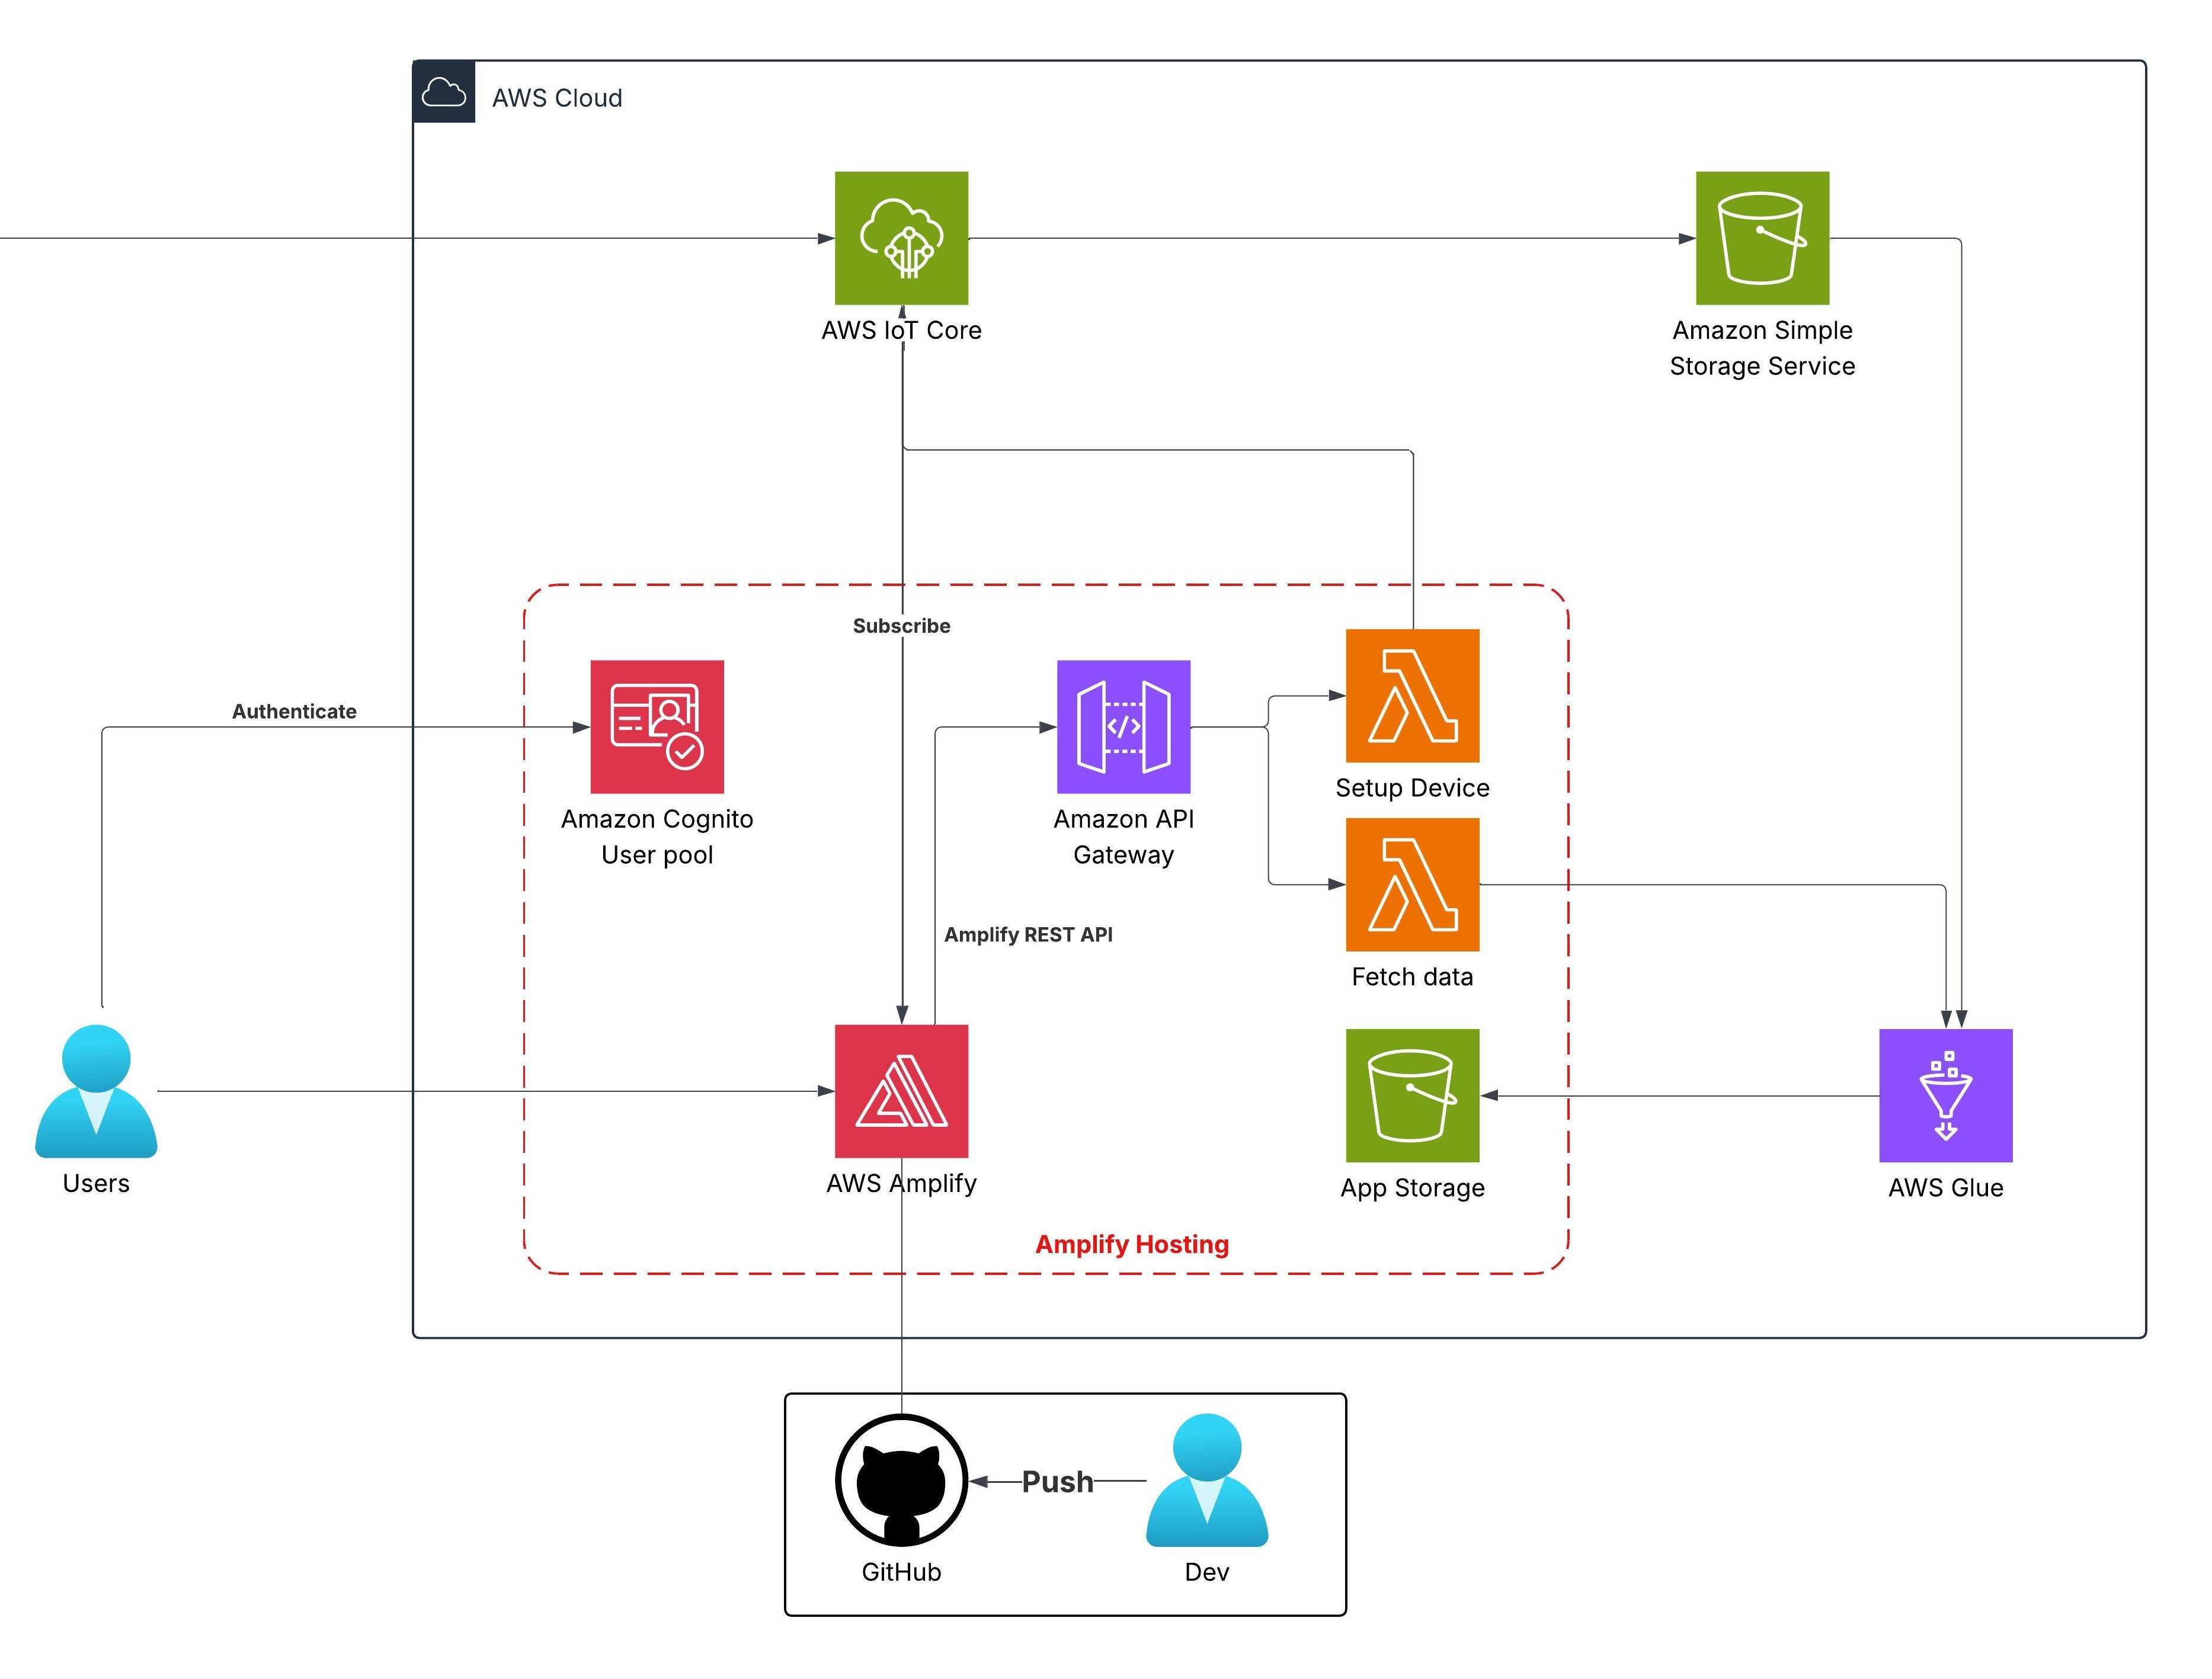 AWS Cloud
AWS IoT Core
Amazon Simple
Storage Service
Subscribe
Authenticate
Amazon Cognito
User pool
Amazon API
Gateway
Setup Device
Amplify REST API
Fetch data
Users
AWS Amplify
App Storage
AWS Glue
Amplify Hosting
Push
GitHub
Dev